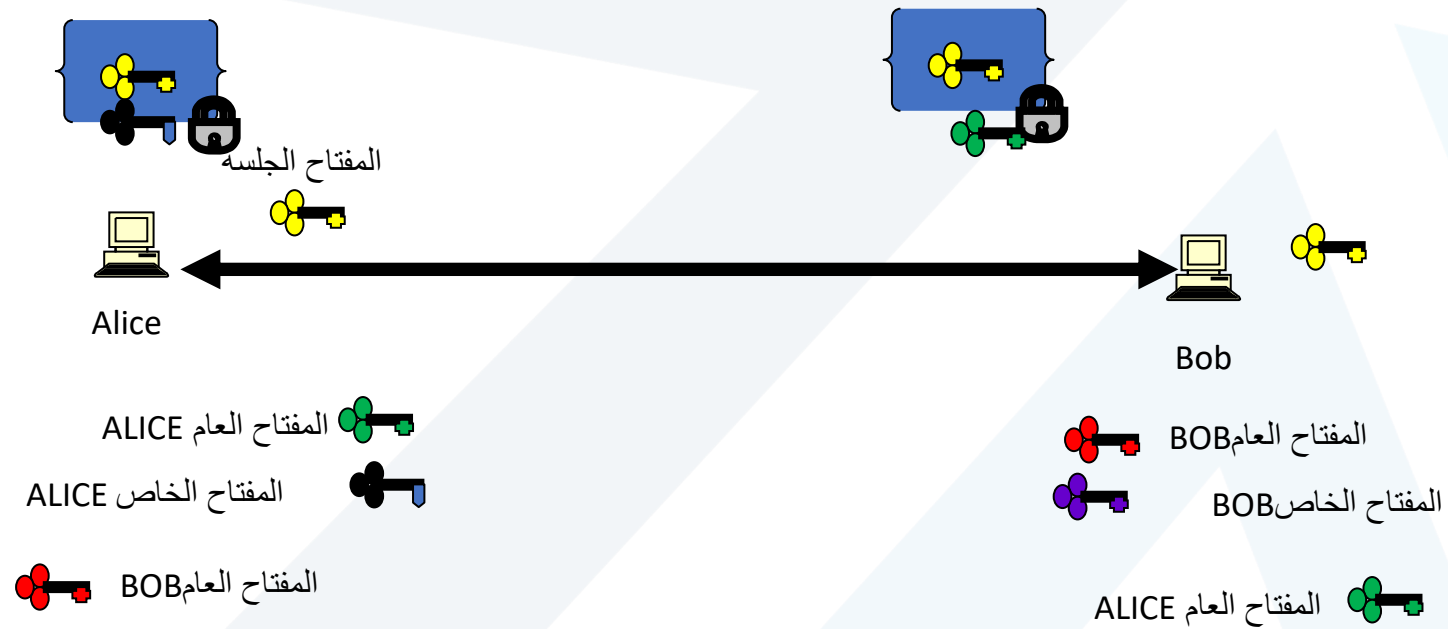 المفتاح الجلسه
Alice
Bob
المفتاح العام ALICE
المفتاح العامBOB
المفتاح الخاص ALICE
المفتاح الخاصBOB
المفتاح العامBOB
المفتاح العام ALICE